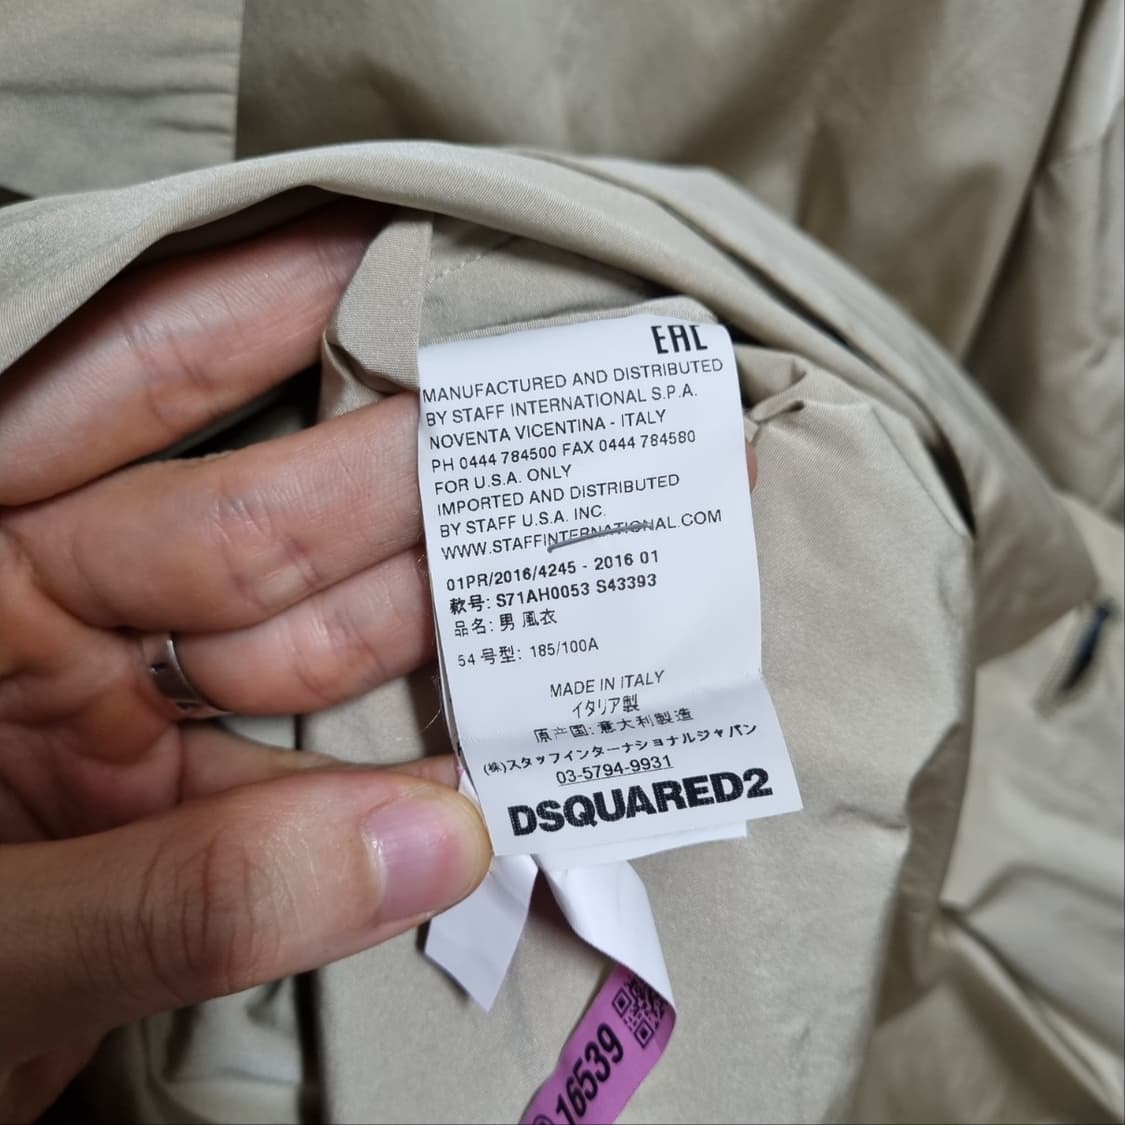 EAC
MANUFACTURED AND DISTRIBUTED
BY STAFF INTERNATIONAL S.P.A.
NOVENTA VICENTINA - ITALY
PH 0444 784500 FAX 0444 784580
FOR U.S.A. ONLY
IMPORTED AND DISTRIBUTED
BY STAFF U.S.A. INC.
WWW.STAFFINTERNATIONAL.COM
01PR/2016/4245 - 2016 01
款号: S71AH0053 S43393
品名: 男 風衣
54 号型: 185/100A
MADE IN ITALY
イタリア製
原产国: 意大利製造
(株)スタッフインターナショナルジャパン
03-5794-9931
DSQUARED2
16539